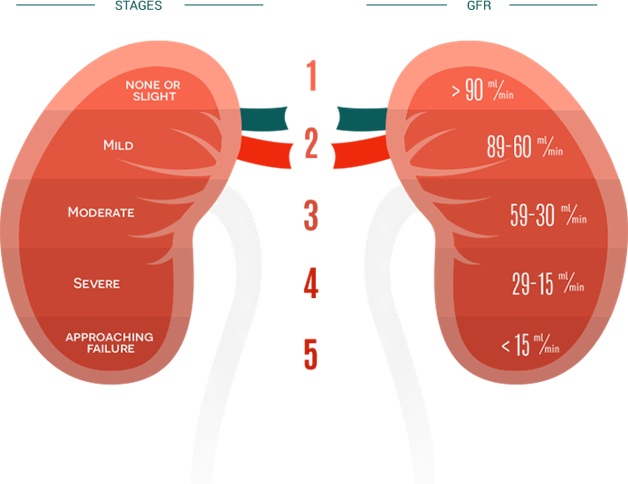 STAGES
GFR
1
NONE OR
SLIGHT
> 90 ml/min
2
MILD
89-60 ml/min
3
MODERATE
59-30 ml/min
4
SEVERE
29-15 ml/min
5
APPROACHING
FAILURE
< 15 ml/min